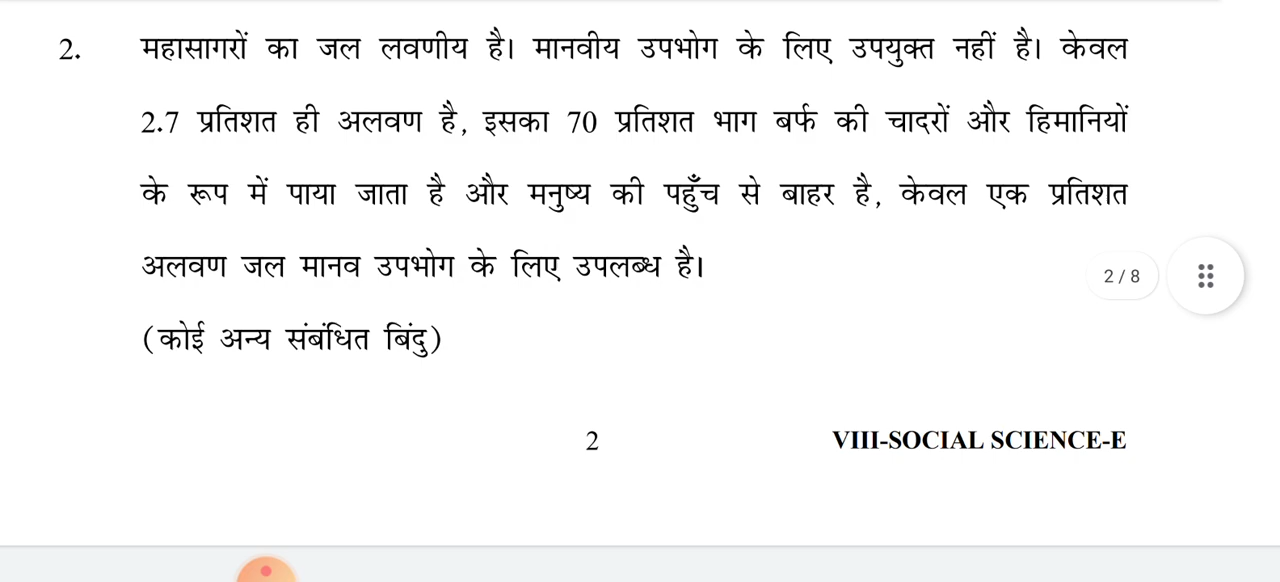 2. महासागरों का जल लवणीय है। मानवीय उपभोग के लिए उपयुक्त नहीं है। केवल
2.7 प्रतिशत ही अलवण है, इसका 70 प्रतिशत भाग बर्फ की चादरों और हिमानियों
के रूप में पाया जाता है और मनुष्य की पहुँच से बाहर है, केवल एक प्रतिशत
अलवण जल मानव उपभोग के लिए उपलब्ध है।
2 / 8
(कोई अन्य संबंधित बिंदु)
2 VIII-SOCIAL SCIENCE-E